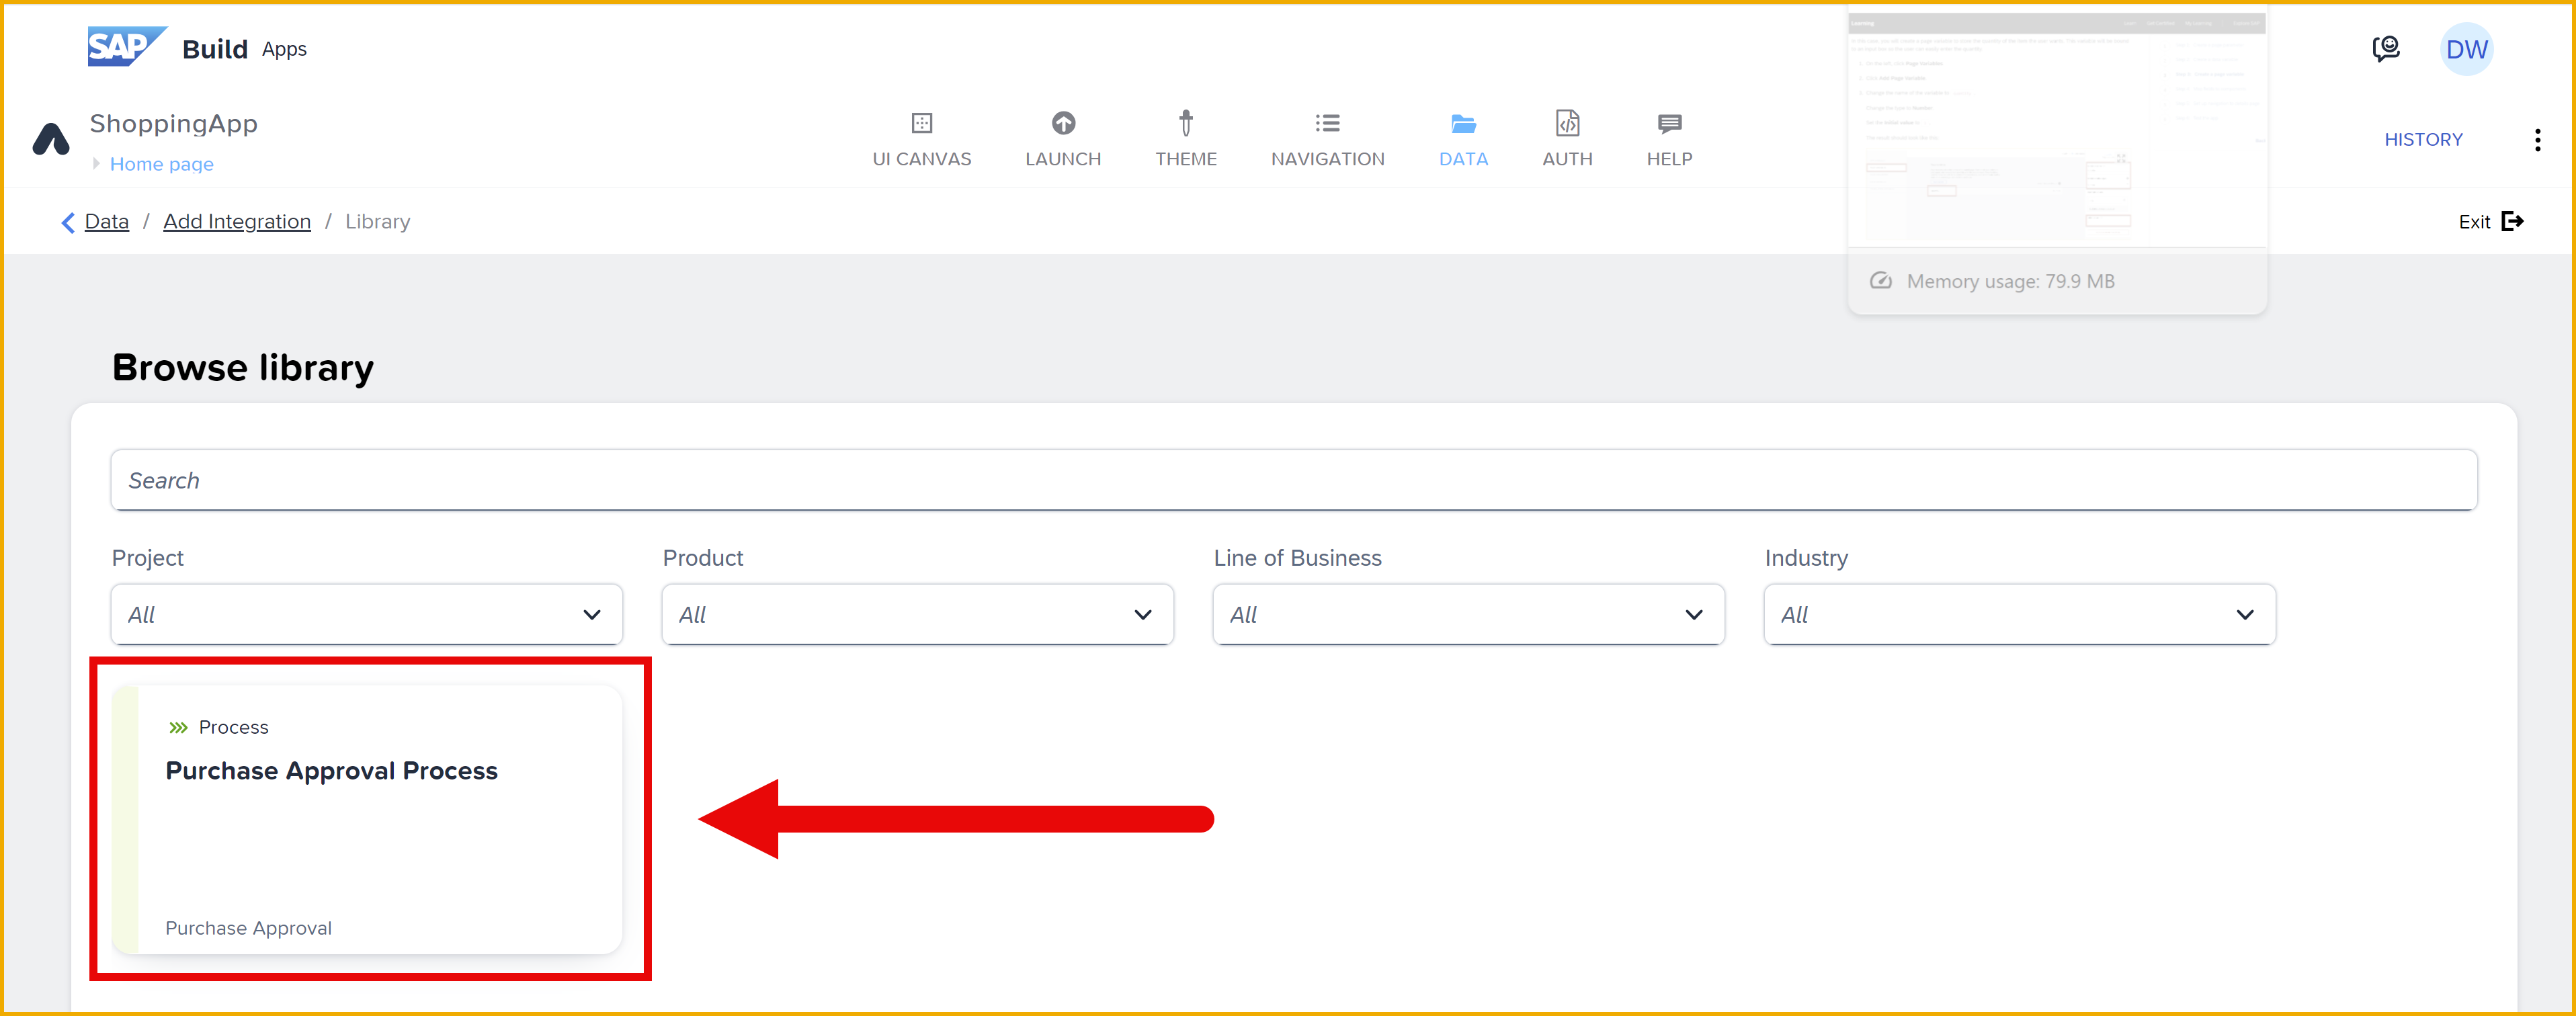 SAP Build Apps
DW
ShoppingApp
Home page
UI CANVAS
LAUNCH
THEME
NAVIGATION
DATA
AUTH
HELP
HISTORY
Data / Add Integration / Library
Exit
Memory usage: 79.9 MB
Browse library
Search
Project
Product
Line of Business
Industry
All
All
All
All
Process
Purchase Approval Process
Purchase Approval